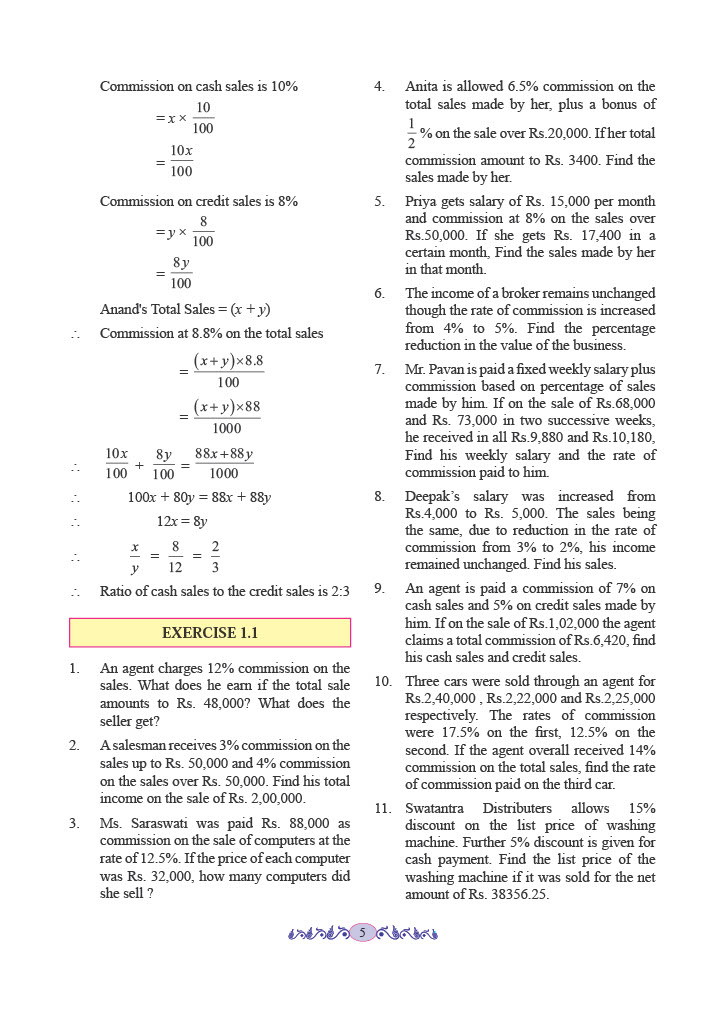 Commission on cash sales is 10%
= x × 10/100
= 10x/100
Commission on credit sales is 8%
= y × 8/100
= 8y/100
Anand's Total Sales = (x + y)
∴ Commission at 8.8% on the total sales
= (x + y)×8.8/100
= (x + y)×88/1000
∴ 10x/100 + 8y/100 = 88x+88y/1000
∴ 100x + 80y = 88x + 88y
∴ 12x = 8y
∴ x/y = 8/12 = 2/3
∴ Ratio of cash sales to the credit sales is 2:3
EXERCISE 1.1
1. An agent charges 12% commission on the
sales. What does he earn if the total sale
amounts to Rs. 48,000? What does the
seller get?
2. A salesman receives 3% commission on the
sales up to Rs. 50,000 and 4% commission
on the sales over Rs. 50,000. Find his total
income on the sale of Rs. 2,00,000.
3. Ms. Saraswati was paid Rs. 88,000 as
commission on the sale of computers at the
rate of 12.5%. If the price of each computer
was Rs. 32,000, how many computers did
she sell ?
4. Anita is allowed 6.5% commission on the
total sales made by her, plus a bonus of
1/2 % on the sale over Rs.20,000. If her total
commission amount to Rs. 3400. Find the
sales made by her.
5. Priya gets salary of Rs. 15,000 per month
and commission at 8% on the sales over
Rs.50,000. If she gets Rs. 17,400 in a
certain month, Find the sales made by her
in that month.
6. The income of a broker remains unchanged
though the rate of commission is increased
from 4% to 5%. Find the percentage
reduction in the value of the business.
7. Mr. Pavan is paid a fixed weekly salary plus
commission based on percentage of sales
made by him. If on the sale of Rs.68,000
and Rs. 73,000 in two successive weeks,
he received in all Rs.9,880 and Rs.10,180,
Find his weekly salary and the rate of
commission paid to him.
8. Deepak’s salary was increased from
Rs.4,000 to Rs. 5,000. The sales being
the same, due to reduction in the rate of
commission from 3% to 2%, his income
remained unchanged. Find his sales.
9. An agent is paid a commission of 7% on
cash sales and 5% on credit sales made by
him. If on the sale of Rs.1,02,000 the agent
claims a total commission of Rs.6,420, find
his cash sales and credit sales.
10. Three cars were sold through an agent for
Rs.2,40,000 , Rs.2,22,000 and Rs.2,25,000
respectively. The rates of commission
were 17.5% on the first, 12.5% on the
second. If the agent overall received 14%
commission on the total sales, find the rate
of commission paid on the third car.
11. Swatantra Distributers allows 15%
discount on the list price of washing
machine. Further 5% discount is given for
cash payment. Find the list price of the
washing machine if it was sold for the net
amount of Rs. 38356.25.
5